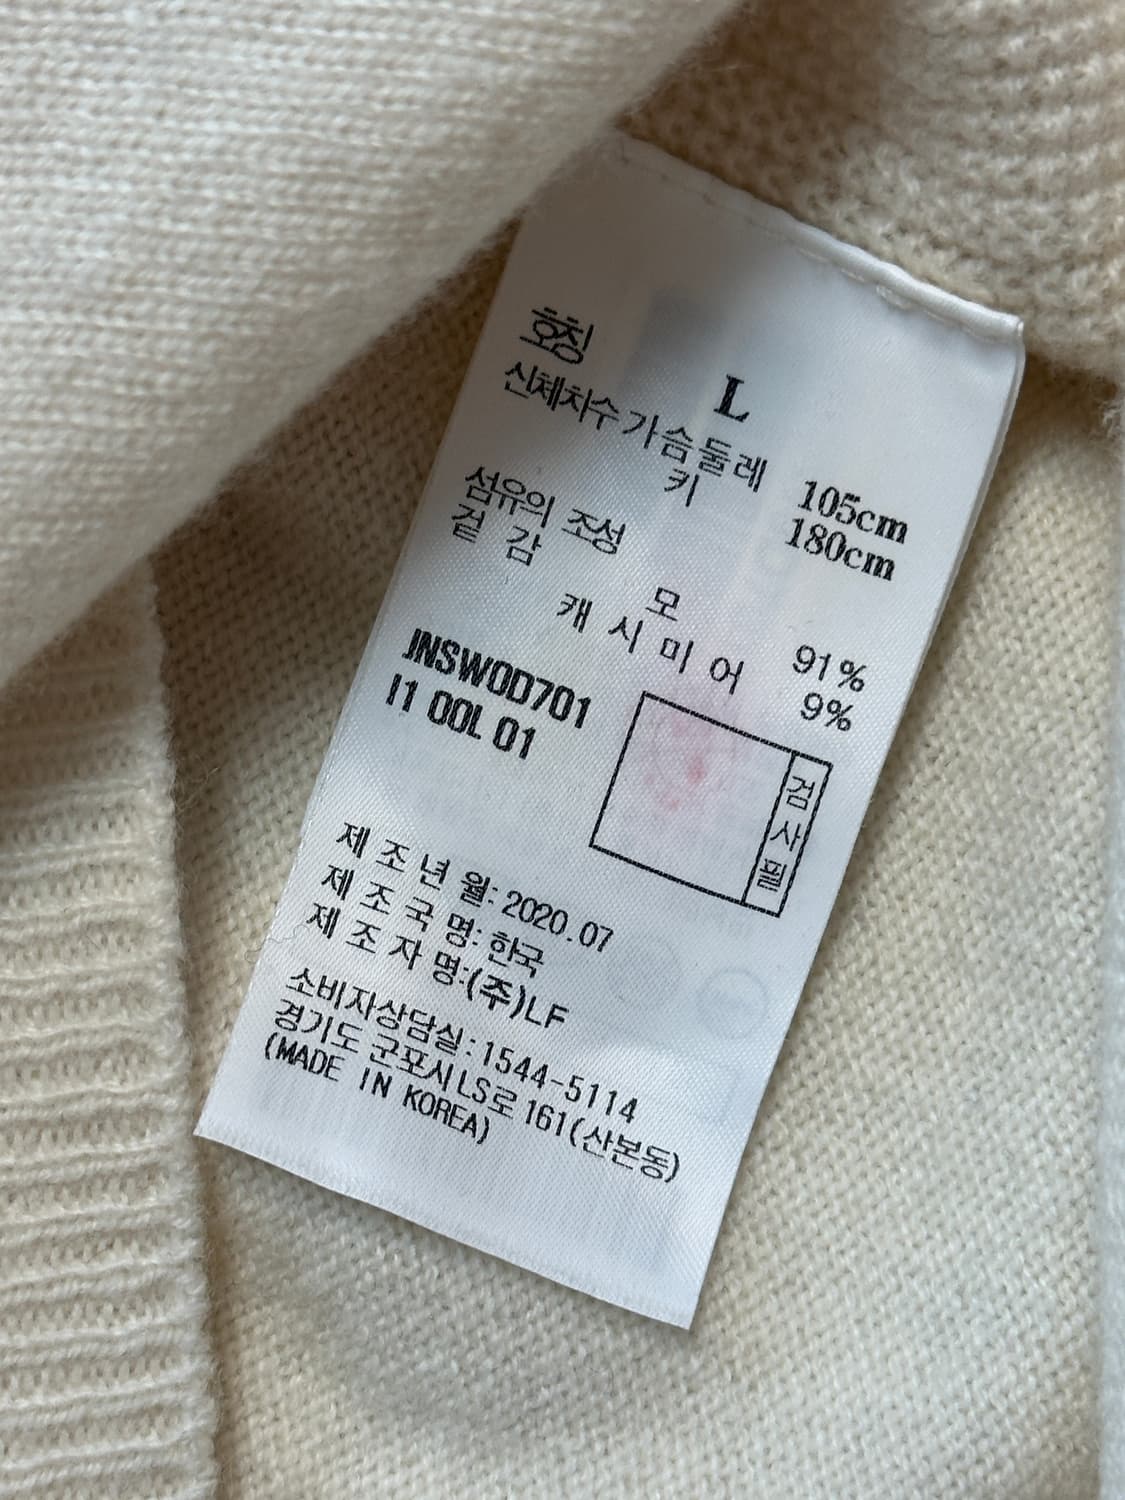 호칭 L
신체치수 가슴둘레 105cm
키 180cm
섬유의 조성
겉 감
모 91%
캐 시 미 어 9%
JNSW0D701
I1 00L 01
검사필
제 조 년 월: 2020.07
제 조 국 명: 한국
제 조 자 명:(주)LF
소비자상담실:1544-5114
경기도 군포시 LS로 161(산본동)
(MADE IN KOREA)